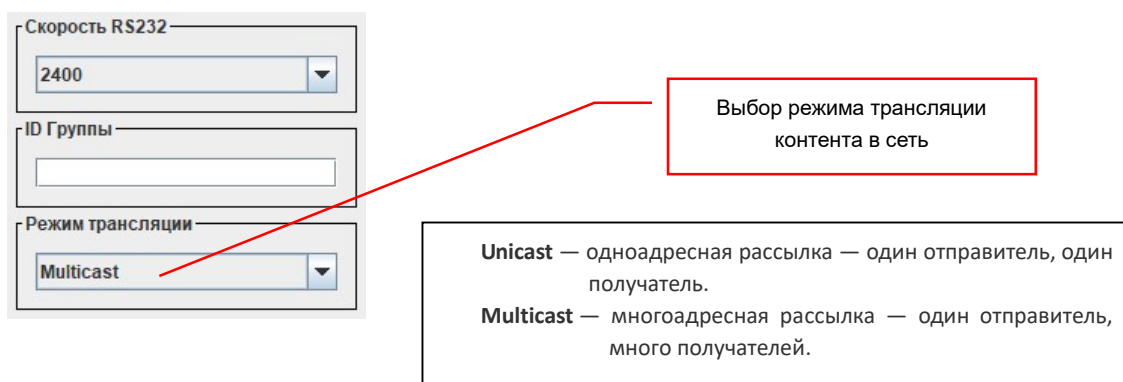 Скорость RS232
2400
ID Группы
Режим трансляции
Multicast
Выбор режима трансляции
контента в сеть
Unicast — одноадресная рассылка — один отправитель, один
получатель.
Multicast — многоадресная рассылка — один отправитель,
много получателей.